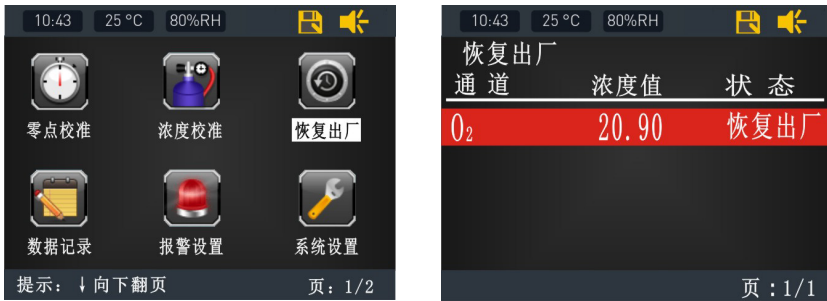 10:43 25 °C 80%RH
零点校准 浓度校准 恢复出厂
数据记录 报警设置 系统设置
提示：↓向下翻页 页：1/2
10:43 25 °C 80%RH
恢复出厂
通道 浓度值 状态
O₂ 20.90 恢复出厂
页：1/1